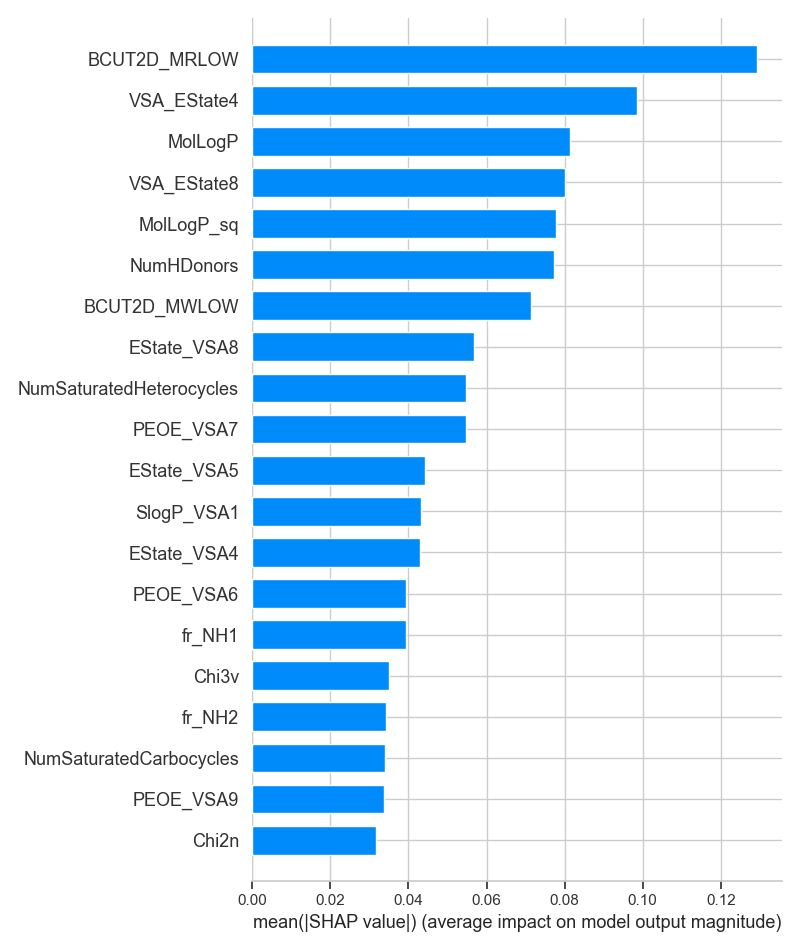 BCUT2D_MRLOW
VSA_EState4
MolLogP
VSA_EState8
MolLogP_sq
NumHDonors
BCUT2D_MWLOW
EState_VSA8
NumSaturatedHeterocycles
PEOE_VSA7
EState_VSA5
SlogP_VSA1
EState_VSA4
PEOE_VSA6
fr_NH1
Chi3v
fr_NH2
NumSaturatedCarbocycles
PEOE_VSA9
Chi2n
0.00 0.02 0.04 0.06 0.08 0.10 0.12
mean(|SHAP value|) (average impact on model output magnitude)